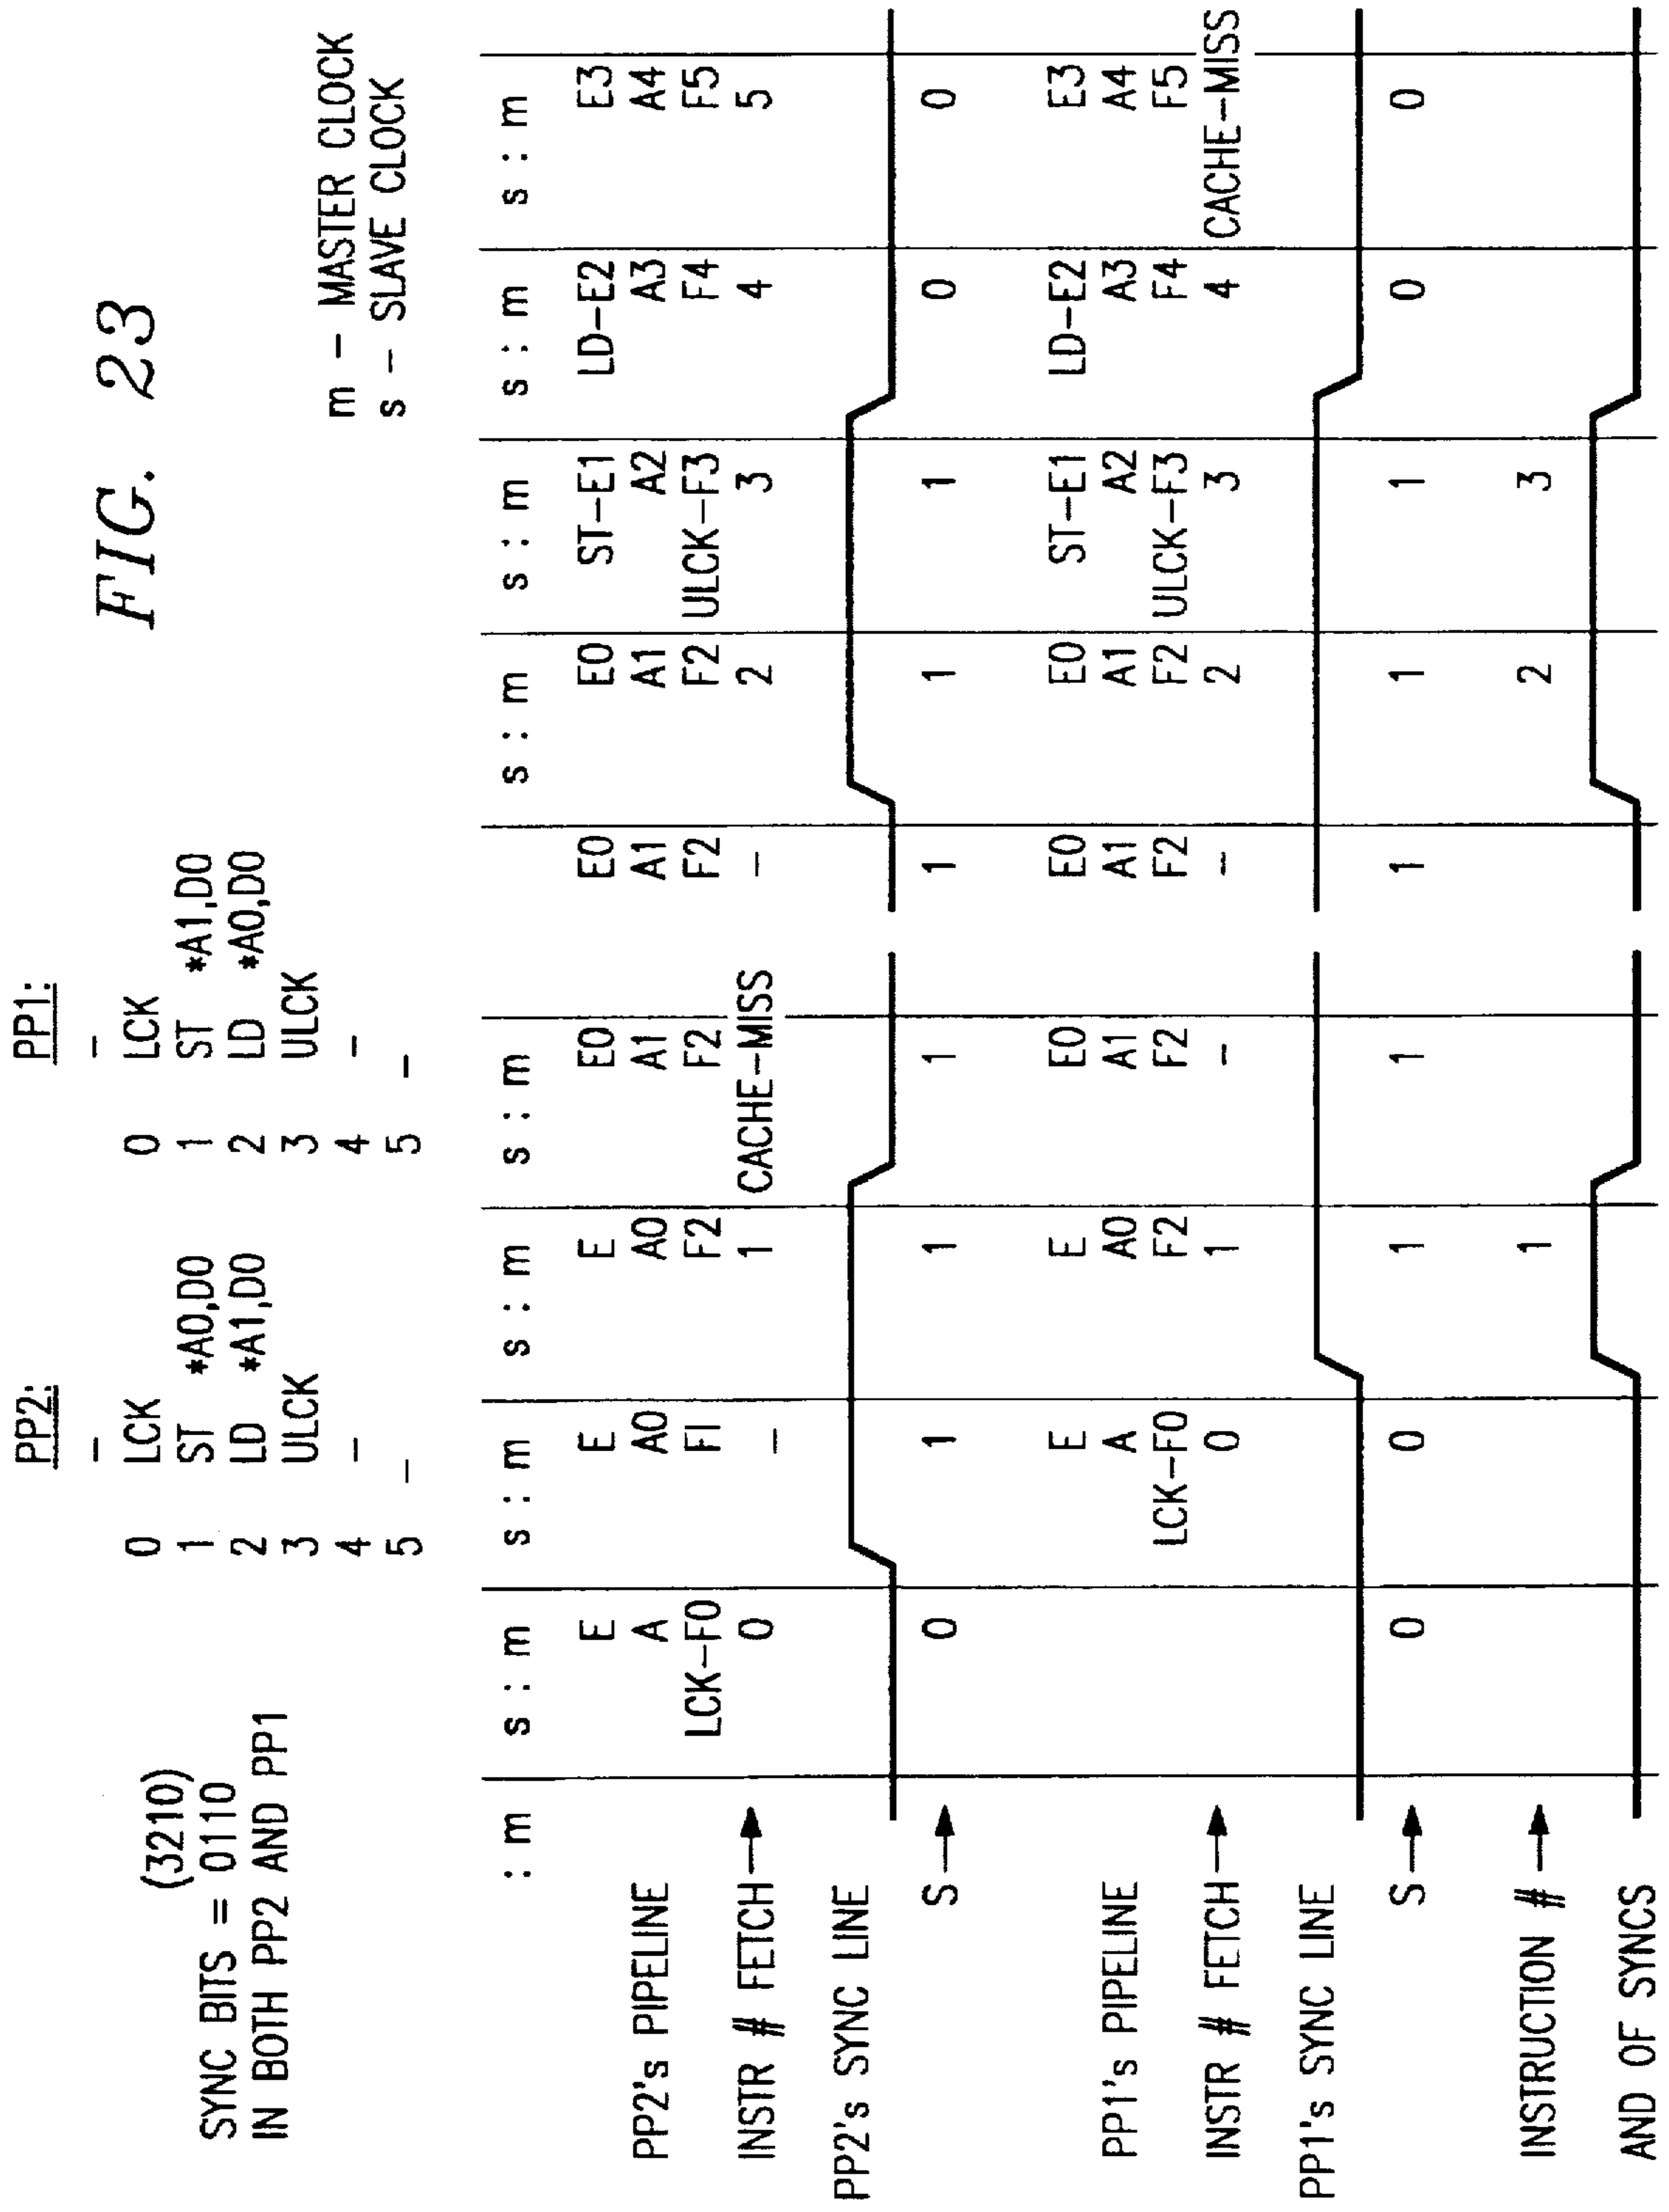 PP2: PP1:
– –
FIG. 23
(3210)
SYNC BITS = 0110
IN BOTH PP2 AND PP1
0 LCK
1 ST *A0,D0
2 LD *A1,D0
3 ULCK
4 –
5 –
0 LCK
1 ST *A1,D0
2 LD *A0,D0
3 ULCK
4 –
5 –
m – MASTER CLOCK
s – SLAVE CLOCK
: m s : m s : m s : m s : m s : m s : m s : m s : m
E E E E0 E0 E0 ST–E1 LD–E2 E3
PP2's PIPELINE A A0 A0 A1 A1 A1 A2 A3 A4
LCK–F0 FI F2 F2 F2 F2 ULCK–F3 F4 F5
INSTR # FETCH 0 – 1 CACHE–MISS – 2 3 4 5
PP2's SYNC LINE
S 0 1 1 1 1 1 1 0 0
E E E0 E0 E0 ST–E1 LD–E2 E3
PP1's PIPELINE A A0 A1 A1 A1 A2 A3 A4
LCK–F0 F2 F2 F2 F2 ULCK–F3 F4 F5
INSTR # FETCH 0 1 – – 2 3 4 CACHE–MISS
PP1's SYNC LINE
S 0 0 1 1 1 1 1 0 0
INSTRUCTION # 1 2 3
AND OF SYNCS